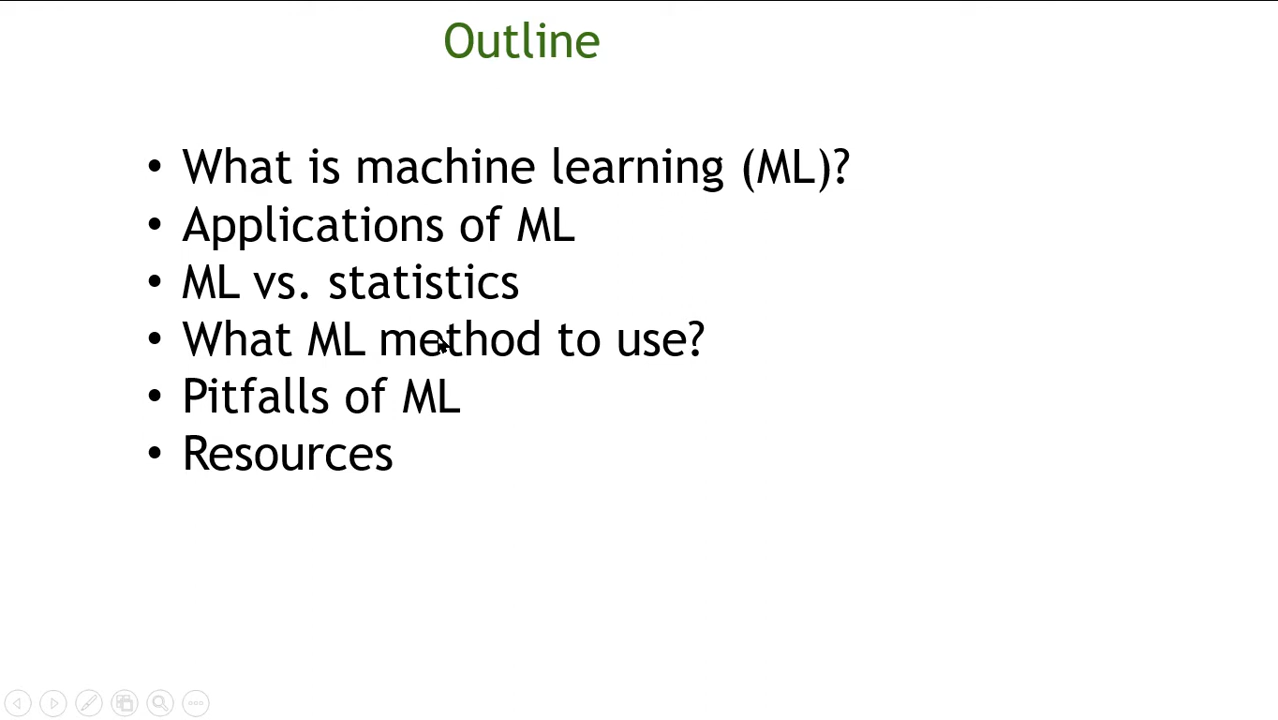 Outline
• What is machine learning (ML)?
• Applications of ML
• ML vs. statistics
• What ML method to use?
• Pitfalls of ML
• Resources